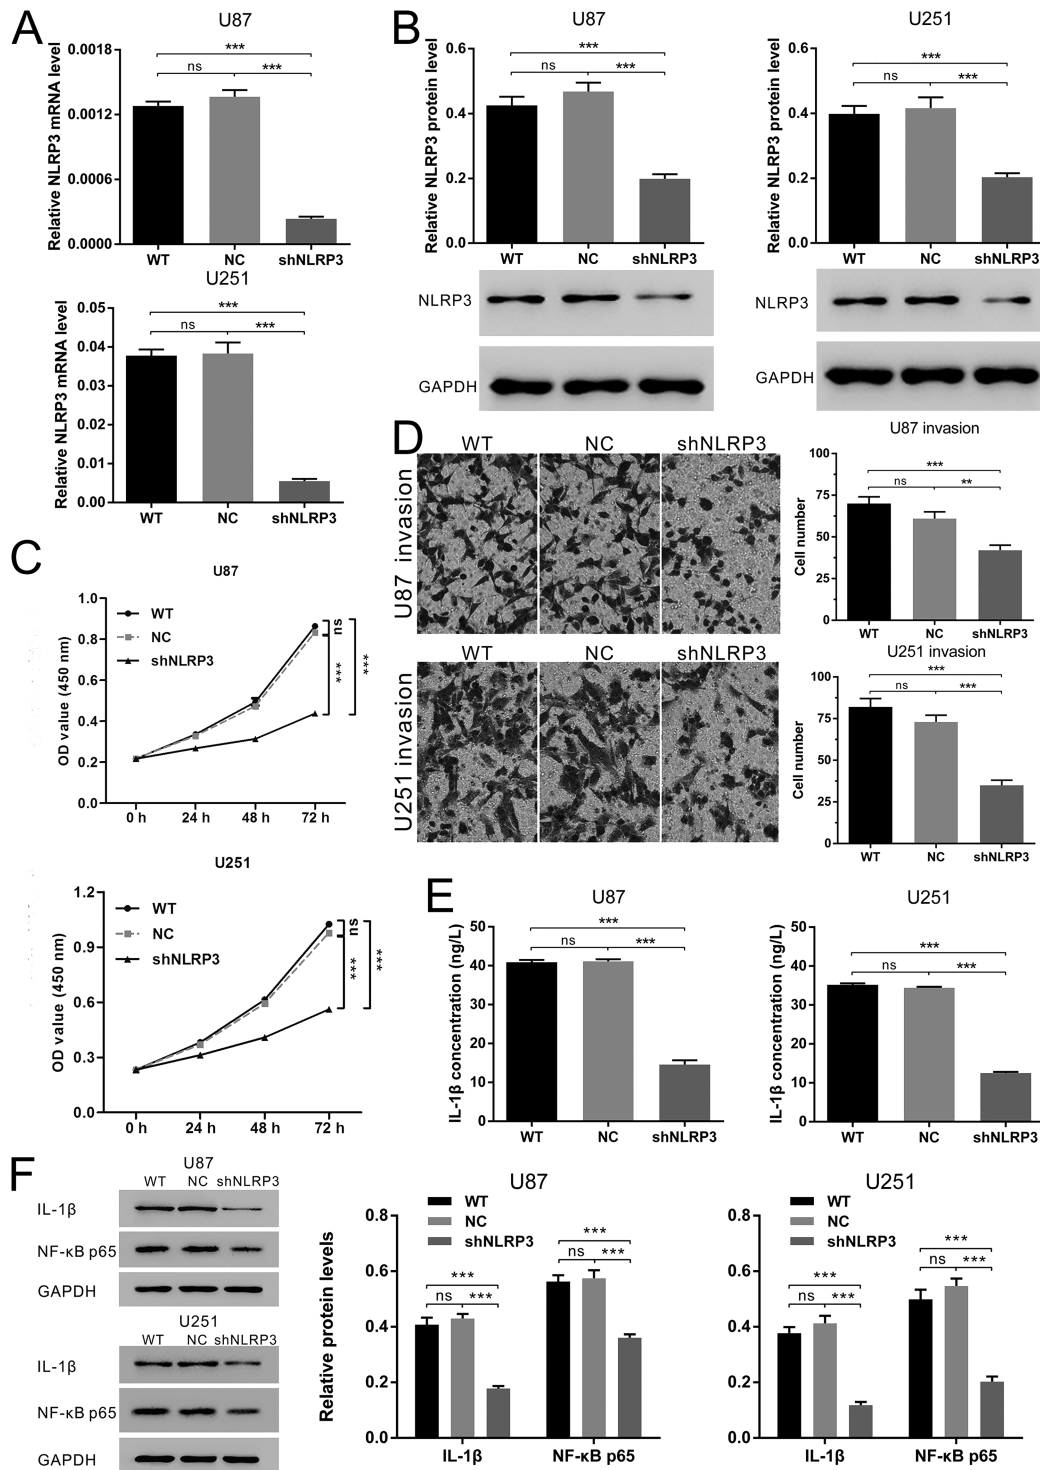 A
U87
Relative NLRP3 mRNA level
0.0018
0.0012
0.0006
0.0000
***
ns
***
WT NC shNLRP3
U251
Relative NLRP3 mRNA level
0.05
0.04
0.03
0.02
0.01
0.00
***
ns
***
WT NC shNLRP3
B
U87
Relative NLRP3 protein level
0.6
0.4
0.2
0.0
***
ns
***
WT NC shNLRP3
NLRP3
GAPDH
U251
Relative NLRP3 protein level
0.6
0.4
0.2
0.0
***
ns
***
WT NC shNLRP3
NLRP3
GAPDH
C
U87
OD value (450 nm)
1.0
0.8
0.6
0.4
0.2
0.0
WT
NC
shNLRP3
ns
***
***
0 h 24 h 48 h 72 h
U251
OD value (450 nm)
1.2
0.9
0.6
0.3
0.0
WT
NC
shNLRP3
ns
***
***
0 h 24 h 48 h 72 h
D
WT NC shNLRP3
U87 invasion
WT NC shNLRP3
U251 invasion
U87 invasion
Cell number
100
75
50
25
0
***
ns
**
WT NC shNLRP3
U251 invasion
Cell number
100
75
50
25
0
***
ns
***
WT NC shNLRP3
E
U87
IL-1β concentration (ng/L)
50
40
30
20
10
0
***
ns
***
WT NC shNLRP3
U251
IL-1β concentration (ng/L)
50
40
30
20
10
0
***
ns
***
WT NC shNLRP3
F
U87
WT NC shNLRP3
IL-1β
NF-κB p65
GAPDH
U251
WT NC shNLRP3
IL-1β
NF-κB p65
GAPDH
U87
WT
NC
shNLRP3
Relative protein levels
0.8
0.6
0.4
0.2
0.0
***
ns ***
***
ns ***
IL-1β NF-κB p65
U251
WT
NC
shNLRP3
0.8
0.6
0.4
0.2
0.0
***
ns ***
***
ns ***
IL-1β NF-κB p65